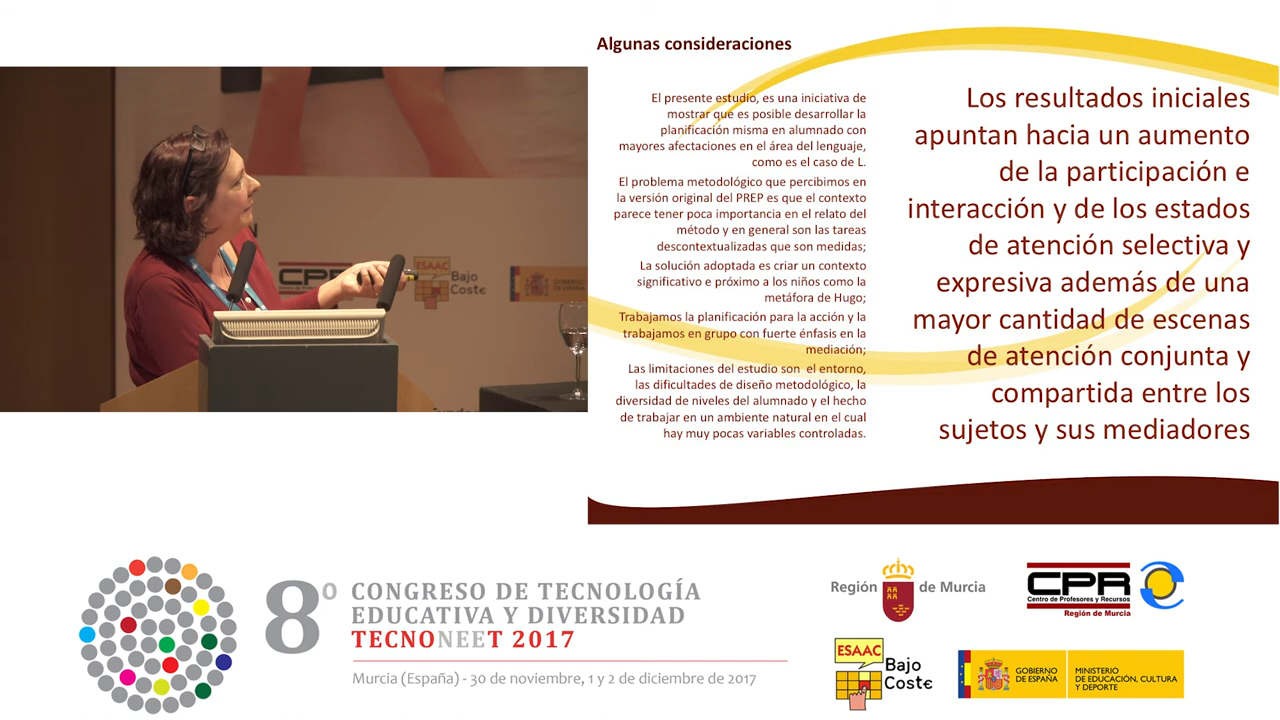 Algunas consideraciones
El presente estudio, es una iniciativa de
mostrar que es posible desarrollar la
planificación misma en alumnado con
mayores afectaciones en el área del lenguaje,
como es el caso de L.
El problema metodológico que percibimos en
la versión original del PREP es que el contexto
parece tener poca importancia en el relato del
método y en general son las tareas
descontextualizadas que son medidas;
La solución adoptada es criar un contexto
significativo e próximo a los niños como la
metáfora de Hugo;
Trabajamos la planificación para la acción y la
trabajamos en grupo con fuerte énfasis en la
mediación;
Las limitaciones del estudio son el entorno,
las dificultades de diseño metodológico, la
diversidad de niveles del alumnado y el hecho
de trabajar en un ambiente natural en el cual
hay muy pocas variables controladas.
Los resultados iniciales
apuntan hacia un aumento
de la participación e
interacción y de los estados
de atención selectiva y
expresiva además de una
mayor cantidad de escenas
de atención conjunta y
compartida entre los
sujetos y sus mediadores
CPR
ESAAC
Bajo
Coste
GOBIERNO
DE ESPAÑA
8º
CONGRESO DE TECNOLOGÍA
EDUCATIVA Y DIVERSIDAD
TECNONEET 2017
Murcia (España) - 30 de noviembre, 1 y 2 de diciembre de 2017
Región de Murcia
CPR
Centro de Profesores y Recursos
Región de Murcia
ESAAC
Bajo
Coste
GOBIERNO
DE ESPAÑA
MINISTERIO
DE EDUCACIÓN, CULTURA
Y DEPORTE